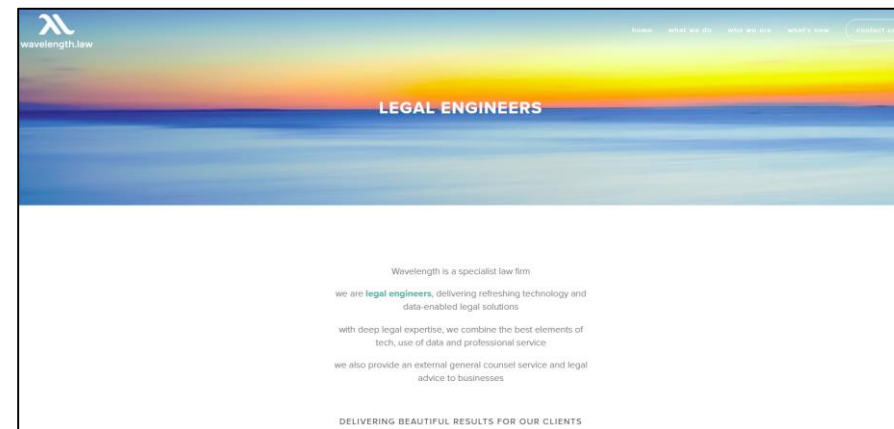 wavelength.law
home what we do who we are what's new contact us
LEGAL ENGINEERS
Wavelength is a specialist law firm
we are legal engineers, delivering refreshing technology and
data-enabled legal solutions
with deep legal expertise, we combine the best elements of
tech, use of data and professional service
we also provide an external general counsel service and legal
advice to businesses
DELIVERING BEAUTIFUL RESULTS FOR OUR CLIENTS